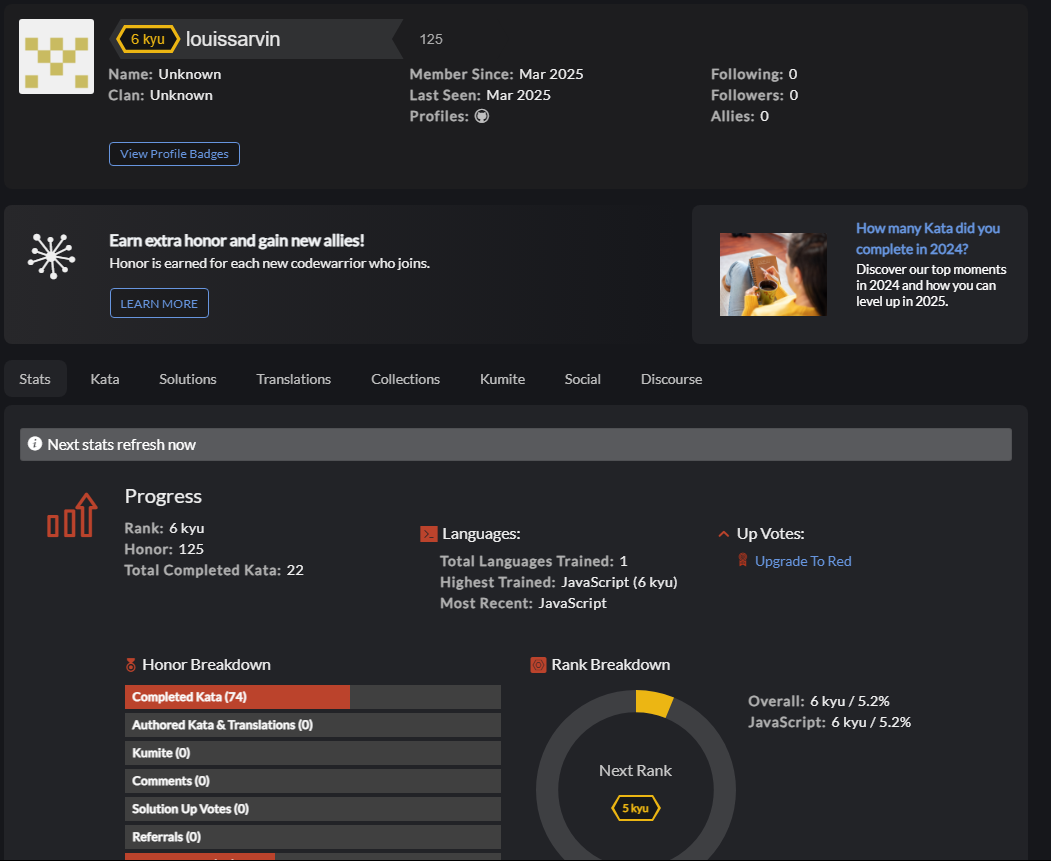 6 kyu louissarvin 125
Name: Unknown
Clan: Unknown
Member Since: Mar 2025
Last Seen: Mar 2025
Profiles:
Following: 0
Followers: 0
Allies: 0
View Profile Badges
Earn extra honor and gain new allies!
Honor is earned for each new codewarrior who joins.
LEARN MORE
How many Kata did you
complete in 2024?
Discover our top moments
in 2024 and how you can
level up in 2025.
Stats Kata Solutions Translations Collections Kumite Social Discourse
Next stats refresh now
Progress
Rank: 6 kyu
Honor: 125
Total Completed Kata: 22
Languages:
Total Languages Trained: 1
Highest Trained: JavaScript (6 kyu)
Most Recent: JavaScript
Up Votes:
Upgrade To Red
Honor Breakdown
Completed Kata (74)
Authored Kata & Translations (0)
Kumite (0)
Comments (0)
Solution Up Votes (0)
Referrals (0)
Rank Breakdown
Next Rank
5 kyu
Overall: 6 kyu / 5.2%
JavaScript: 6 kyu / 5.2%